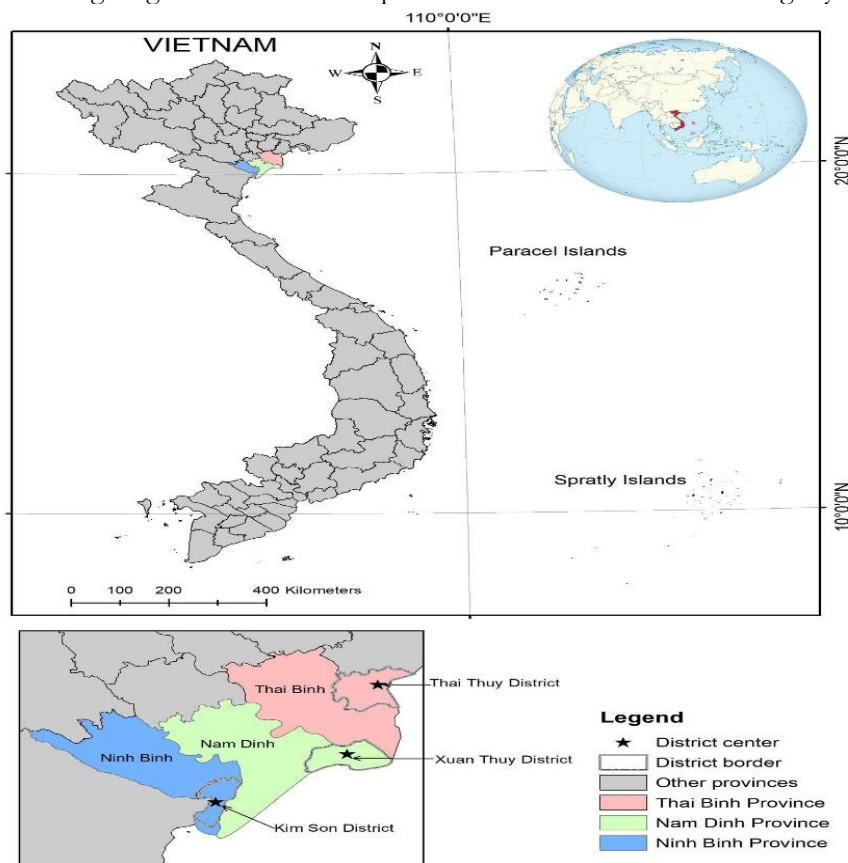 110°0'0"E
VIETNAM
N
W E
S
20°0'0"N
Paracel Islands
Spratly Islands
10°0'0"N
0 100 200 400 Kilometers
Thai Binh
Thai Thuy District
Nam Dinh
Ninh Binh
Xuan Thuy District
Kim Son District
Legend
District center
District border
Other provinces
Thai Binh Province
Nam Dinh Province
Ninh Binh Province